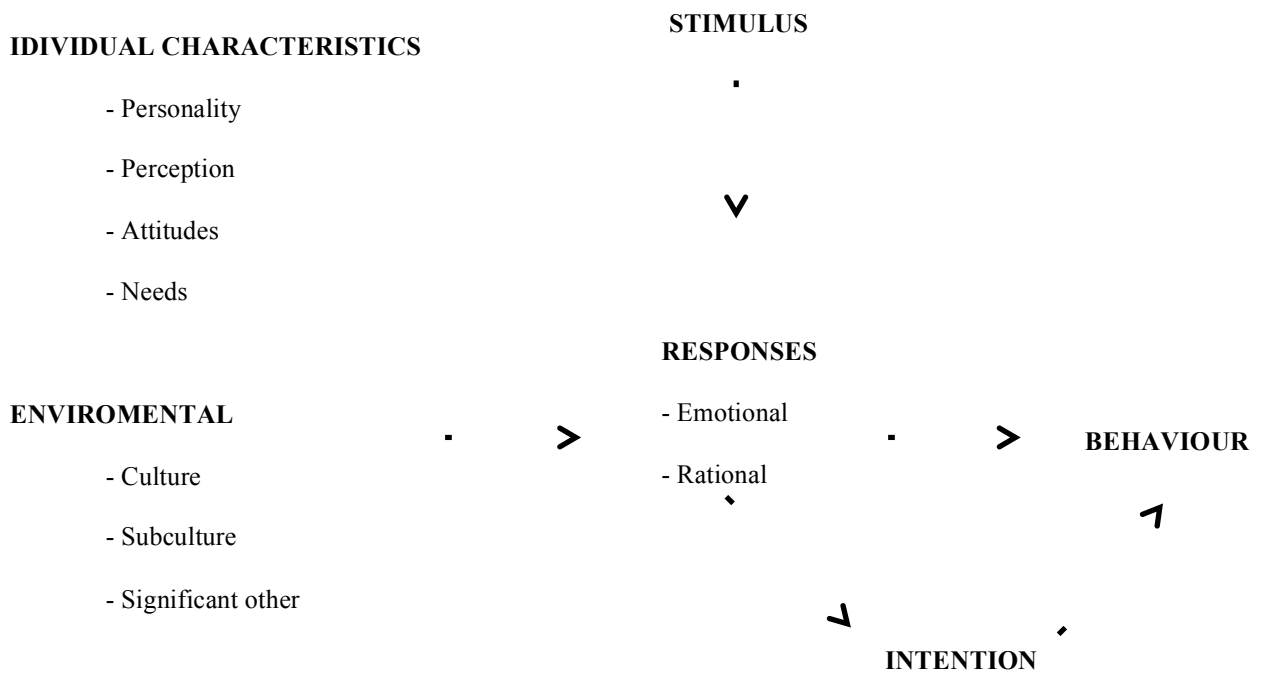 IDIVIDUAL CHARACTERISTICS
- Personality
- Perception
- Attitudes
- Needs
ENVIROMENTAL
- Culture
- Subculture
- Significant other
STIMULUS
RESPONSES
- Emotional
- Rational
BEHAVIOUR
INTENTION